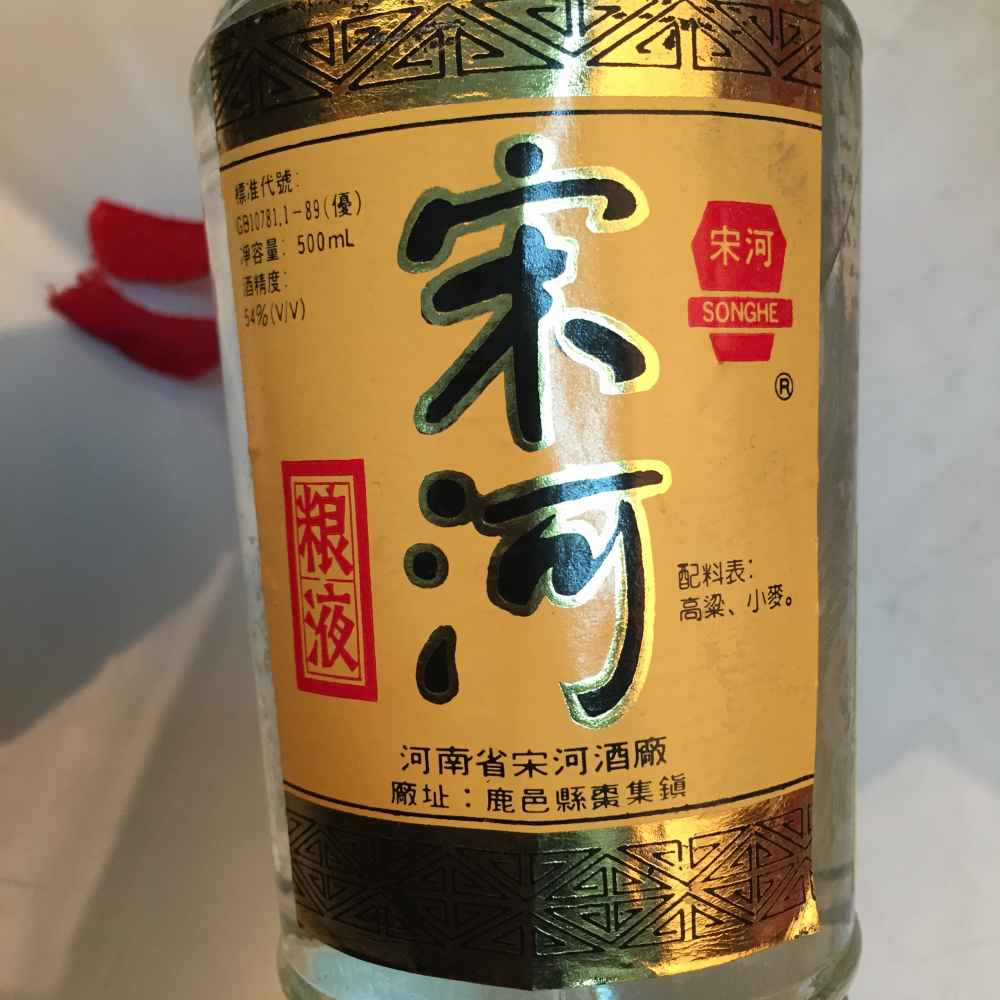 標准代號:
GB10781.1-89(優)
淨容量: 500mL
酒精度:
54%(V/V)
宋河
宋河
SONGHE
®
粮液
配料表:
高粱、小麥。
河南省宋河酒廠
廠址：鹿邑縣棗集鎮